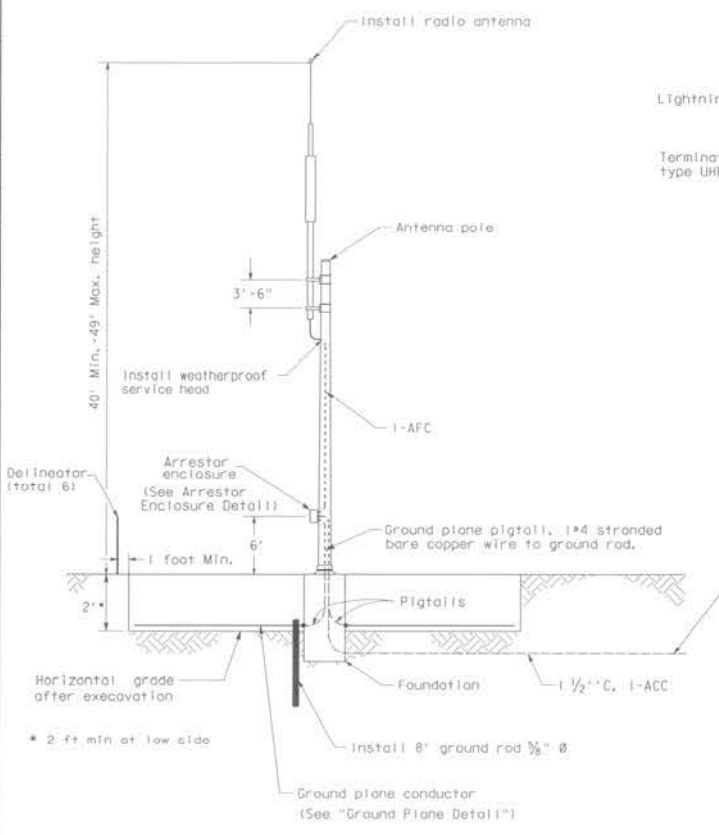 Install radio antenna
Lightnin
Terminat
type UHF
Antenna pole
40' Min.-49' Max. height
3'-6"
Install weatherproof
service head
1-AFC
Delineator
(total 6)
Arrestor
enclosure
(See Arrestor
Enclosure Detail)
6'
Ground plane pigtail, 1#4 stranded
bare copper wire to ground rod.
1 foot Min.
2'*
Pigtails
Horizontal grade
after execavation
Foundation
1 ½''C, 1-ACC
* 2 ft min at low side
Install 8' ground rod ⅝" Ø
Ground plane conductor
(See "Ground Plane Detail")